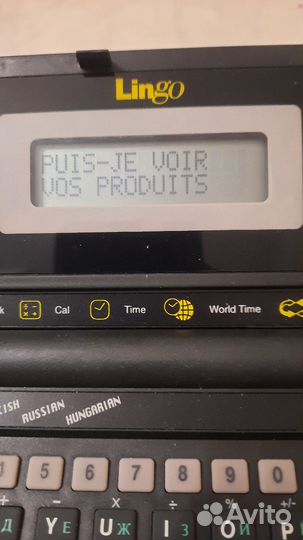 Lingo
PUIS-JE VOIR
VOS PRODUITS
k Cal Time World Time
ISH RUSSIAN HUNGARIAN
5 6 7 8 9 0
+ - × ÷ % +/-
Д Y E U Ж I З O Й P
Avito